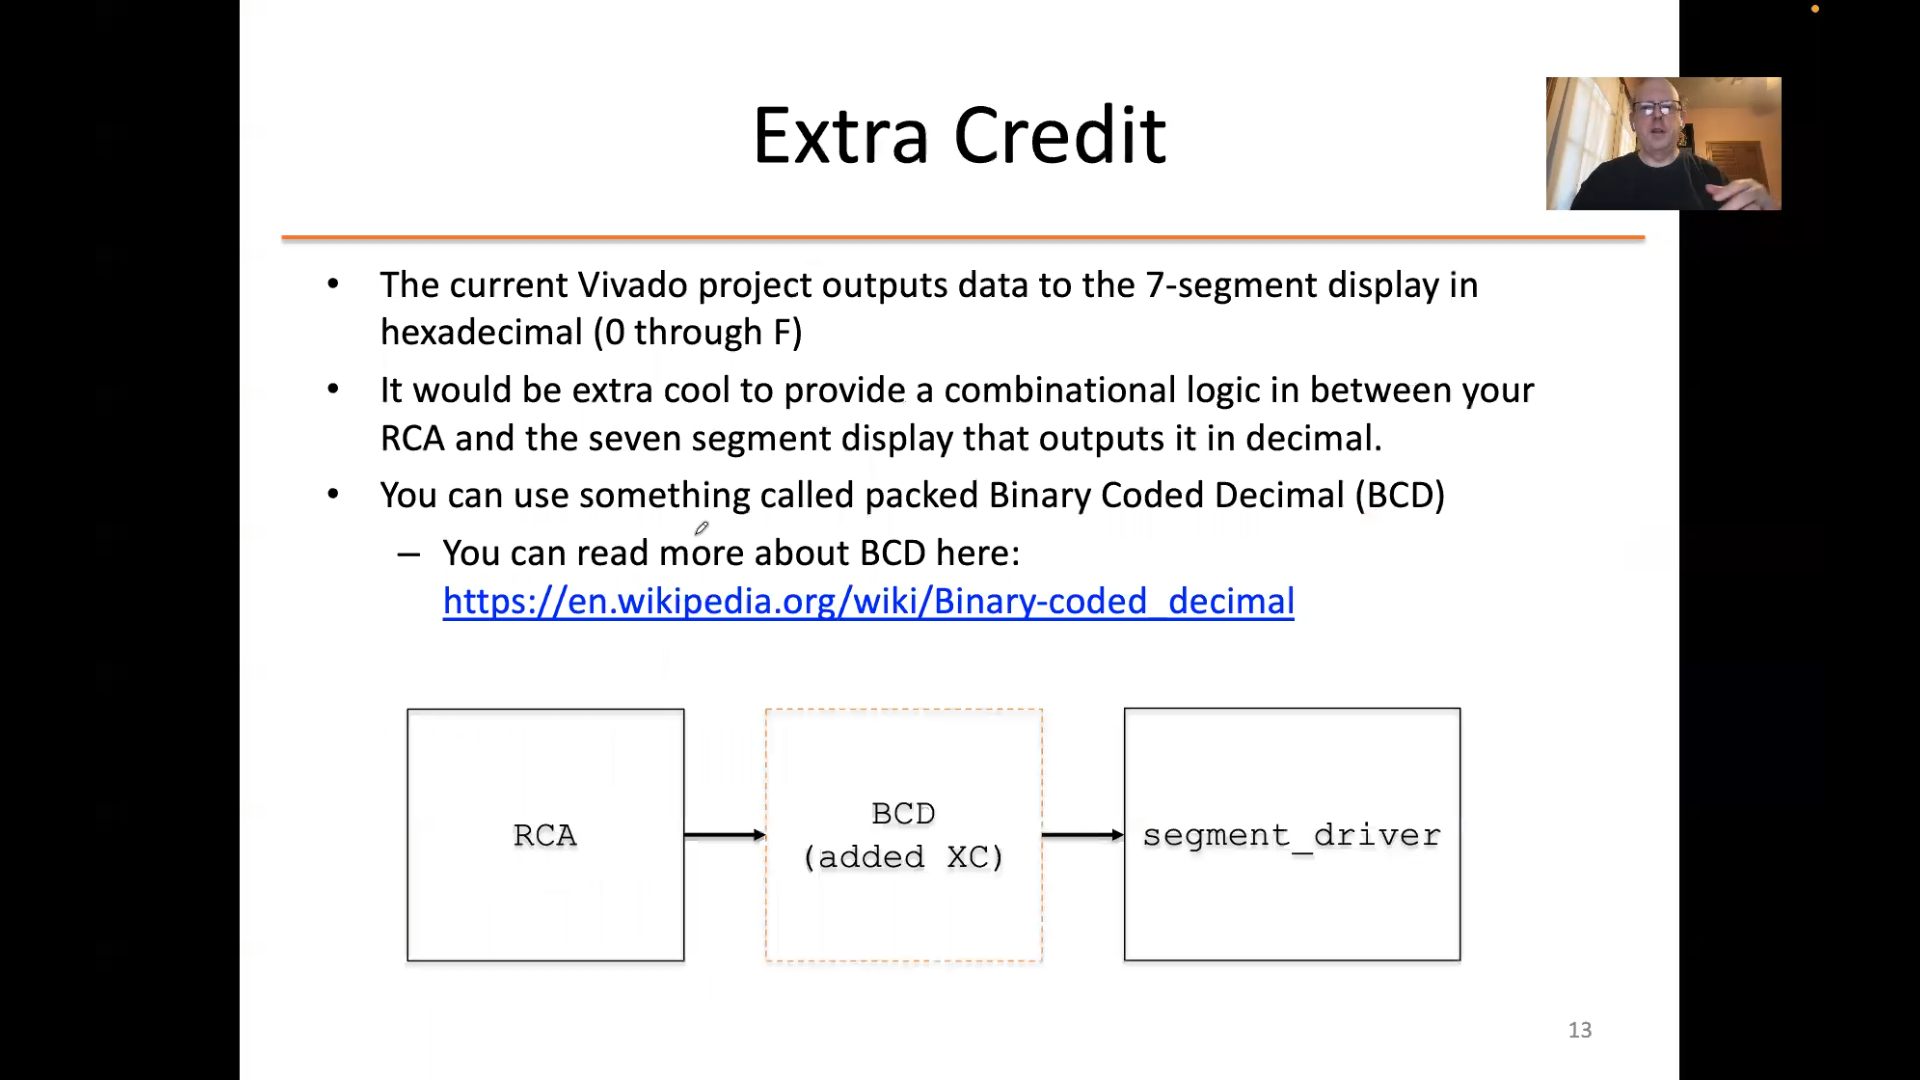 Extra Credit
• The current Vivado project outputs data to the 7-segment display in
hexadecimal (0 through F)
• It would be extra cool to provide a combinational logic in between your
RCA and the seven segment display that outputs it in decimal.
• You can use something called packed Binary Coded Decimal (BCD)
– You can read more about BCD here:
https://en.wikipedia.org/wiki/Binary-coded_decimal
RCA
BCD
(added XC)
segment_driver
13